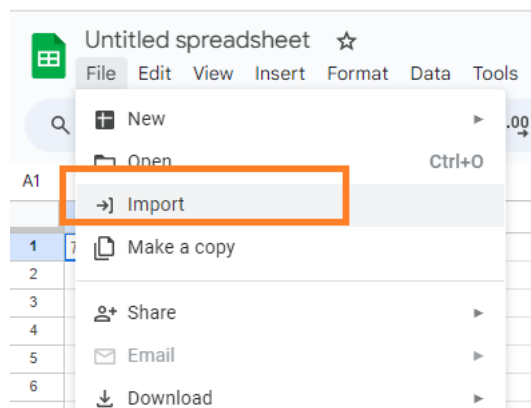 Untitled spreadsheet
File Edit View Insert Format Data Tools
New
.00
Open Ctrl+O
A1
Import
1
Make a copy
2
3
Share
4
5 Email
6
Download